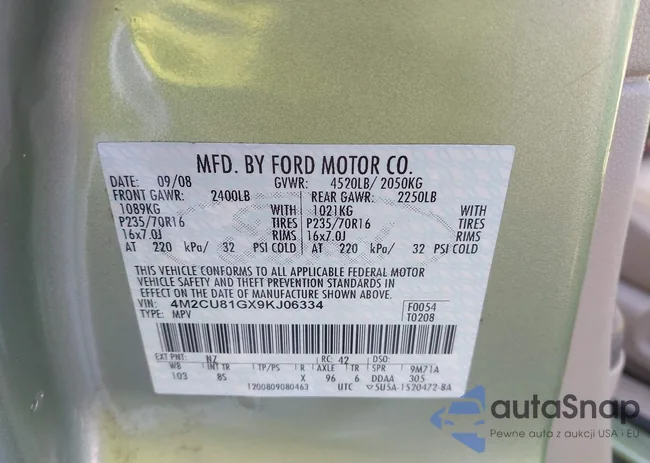 MFD. BY FORD MOTOR CO.
DATE: 09/08 GVWR: 4520LB/ 2050KG
FRONT GAWR: 2400LB REAR GAWR: 2250LB
1089KG WITH 1021KG WITH
P235/70R16 TIRES P235/70R16 TIRES
16x7.0J RIMS 16x7.0J RIMS
AT 220 kPa/ 32 PSI COLD AT 220 kPa/ 32 PSI COLD
THIS VEHICLE CONFORMS TO ALL APPLICABLE FEDERAL MOTOR
VEHICLE SAFETY AND THEFT PREVENTION STANDARDS IN
EFFECT ON THE DATE OF MANUFACTURE SHOWN ABOVE.
VIN: 4M2CU81GX9KJ06334 F0054
TYPE: MPV T0208
EXT PNT: NZ RC: 42 DSO:
WB INT TR TP/PS R AXLE TR SPR 9M71A
103 8S X 96 6 DDAA 305
1200809080463 UTC 5U5A-1520472-BA
autoSnap
Pewne auta z aukcji USA i EU